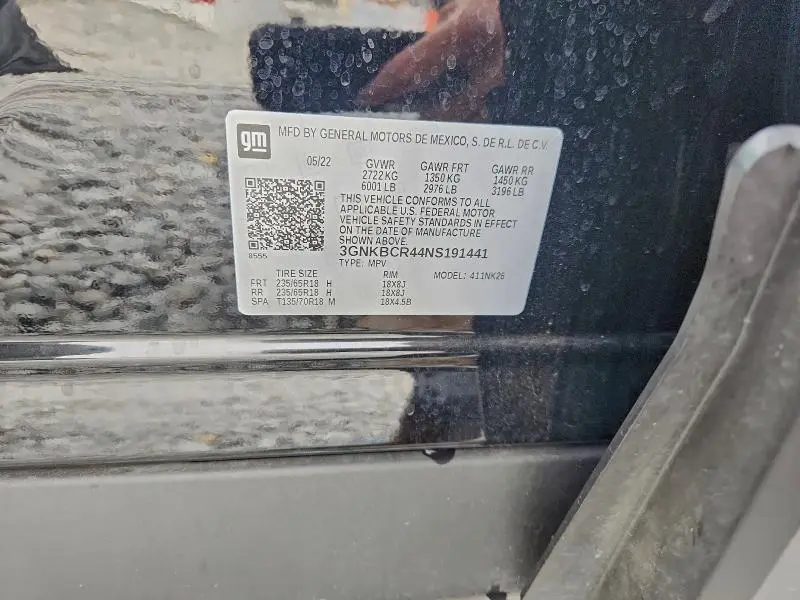 gm MFD BY GENERAL MOTORS DE MEXICO, S. DE R.L. DE C.V.
05/22 GVWR GAWR FRT GAWR RR
2722 KG 1350 KG 1450 KG
6001 LB 2976 LB 3196 LB
THIS VEHICLE CONFORMS TO ALL
APPLICABLE U.S. FEDERAL MOTOR
VEHICLE SAFETY STANDARDS IN EFFECT
ON THE DATE OF MANUFACTURE
SHOWN ABOVE.
8555 3GNKBCR44NS191441
TYPE: MPV MODEL: 411NK26
TIRE SIZE RIM
FRT 235/65R18 H 18X8J
RR 235/65R18 H 18X8J
SPA T135/70R18 M 18X4.5B